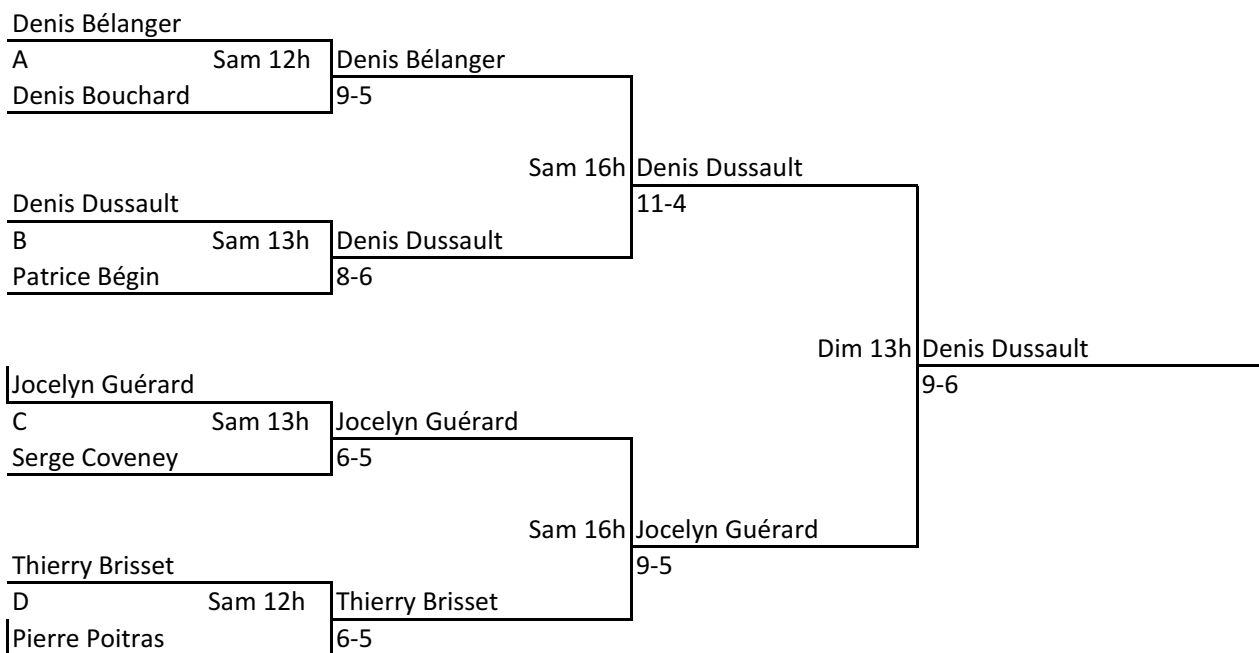 Denis Bélanger
A Sam 12h Denis Bélanger
Denis Bouchard 9-5
Sam 16h Denis Dussault
Denis Dussault 11-4
B Sam 13h Denis Dussault
Patrice Bégin 8-6
Dim 13h Denis Dussault
Jocelyn Guérard 9-6
C Sam 13h Jocelyn Guérard
Serge Coveney 6-5
Sam 16h Jocelyn Guérard
Thierry Brisset 9-5
D Sam 12h Thierry Brisset
Pierre Poitras 6-5